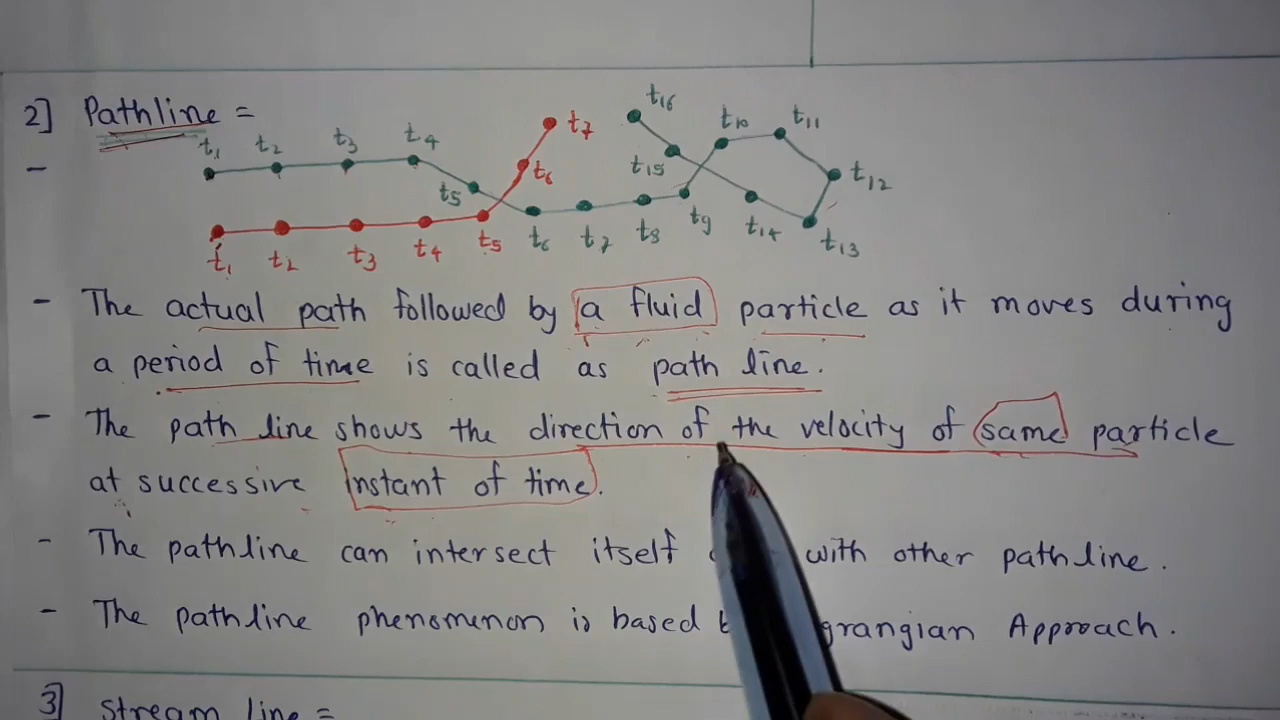 2] Pathline =
t1 t2 t3 t4 t5 t6 t7 t8 t9 t10 t11 t12 t13 t14 t15 t16
t1 t2 t3 t4 t5 t6 t7
- The actual path followed by a fluid particle as it moves during
a period of time is called as path line.
- The path line shows the direction of the velocity of same particle
at successive instant of time.
- The pathline can intersect itself with other pathline.
- The pathline phenomenon is based Approach.
3] Stream line =